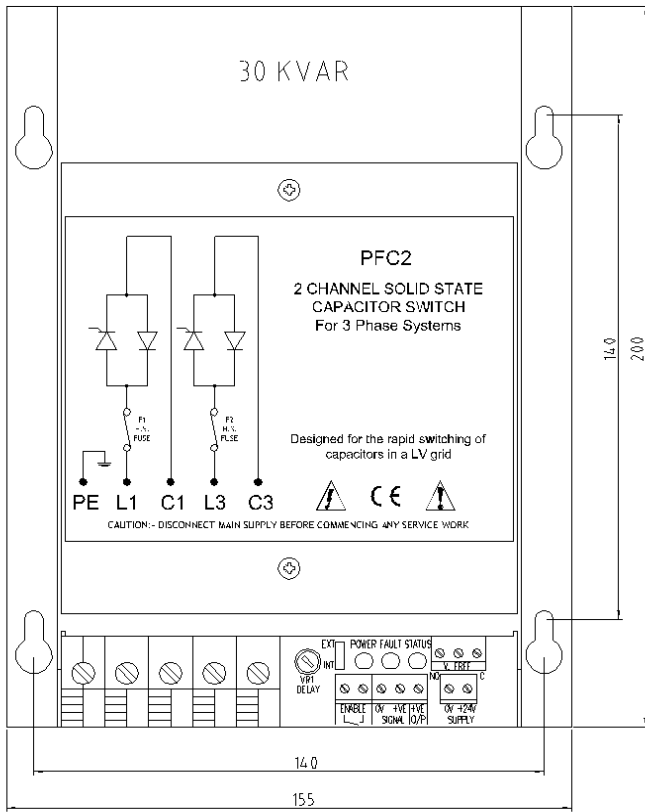 30 KVAR
PFC2
2 CHANNEL SOLID STATE
CAPACITOR SWITCH
For 3 Phase Systems
F1
H.V.
FUSE
F2
H.V.
FUSE
Designed for the rapid switching of
capacitors in a LV grid
PE L1 C1 L3 C3
CE
CAUTION:- DISCONNECT MAIN SUPPLY BEFORE COMMENCING ANY SERVICE WORK
140
200
EXT
INT
POWER FAULT STATUS
VR1
DELAY
V. FREE
NO C
ENABLE
0V +VE +VE
SIGNAL O/P
0V +24V
SUPPLY
140
155